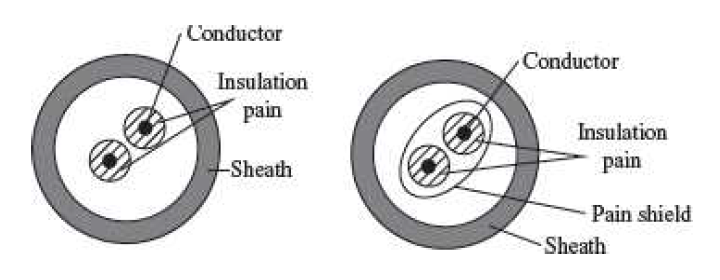 Conductor
Insulation
pain
Sheath
Conductor
Insulation
pain
Pain shield
Sheath